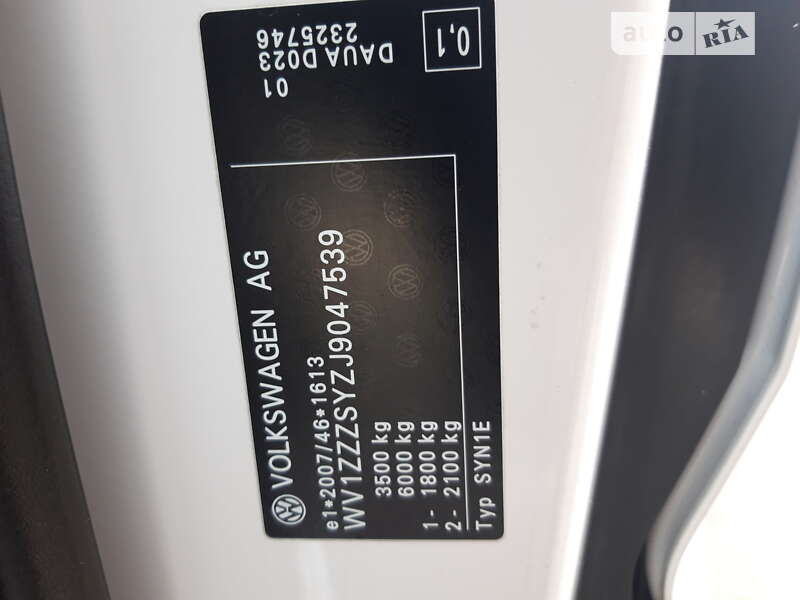 VOLKSWAGEN AG
e1*2007/46*1613
WV1ZZZSYZJ9047539
3500 kg
6000 kg
1- 1800 kg
2- 2100 kg
Typ SYN1E
01
DAUA D023
2325746
0,1
auto RIA